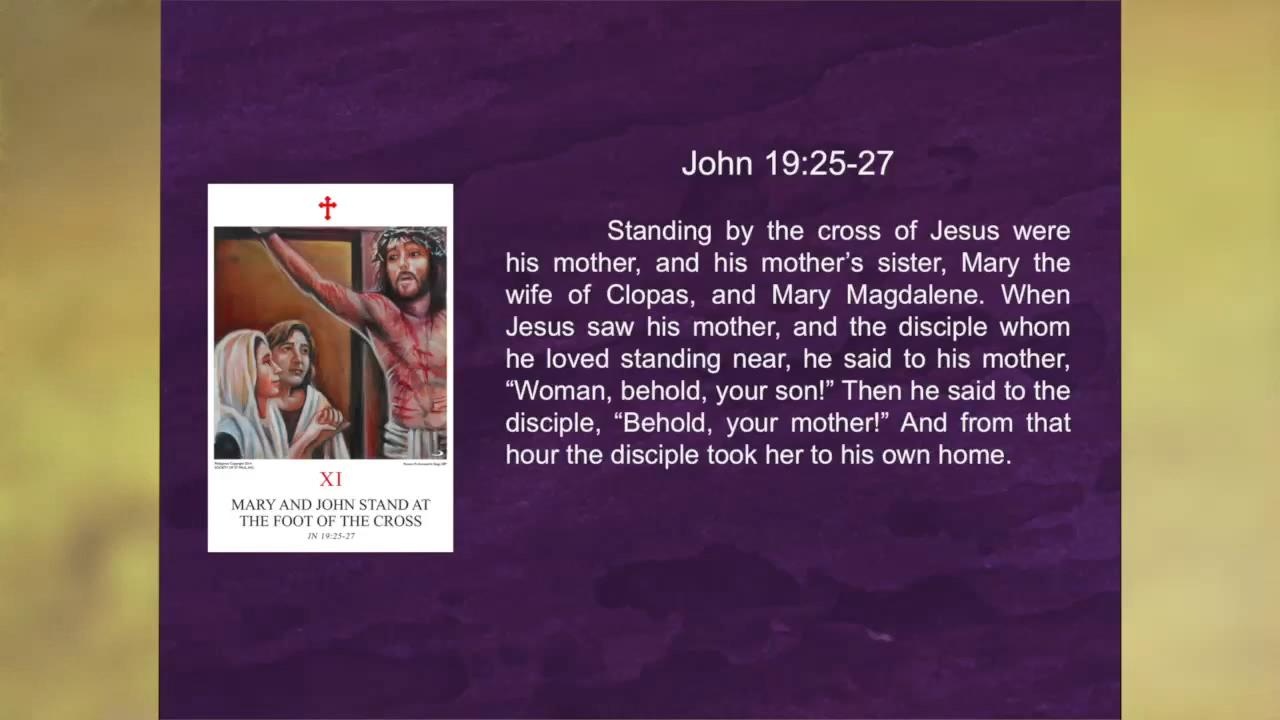 John 19:25-27
Standing by the cross of Jesus were
his mother, and his mother’s sister, Mary the
wife of Clopas, and Mary Magdalene. When
Jesus saw his mother, and the disciple whom
he loved standing near, he said to his mother,
“Woman, behold, your son!” Then he said to the
disciple, “Behold, your mother!” And from that
hour the disciple took her to his own home.
XI
MARY AND JOHN STAND AT
THE FOOT OF THE CROSS
JN 19:25-27